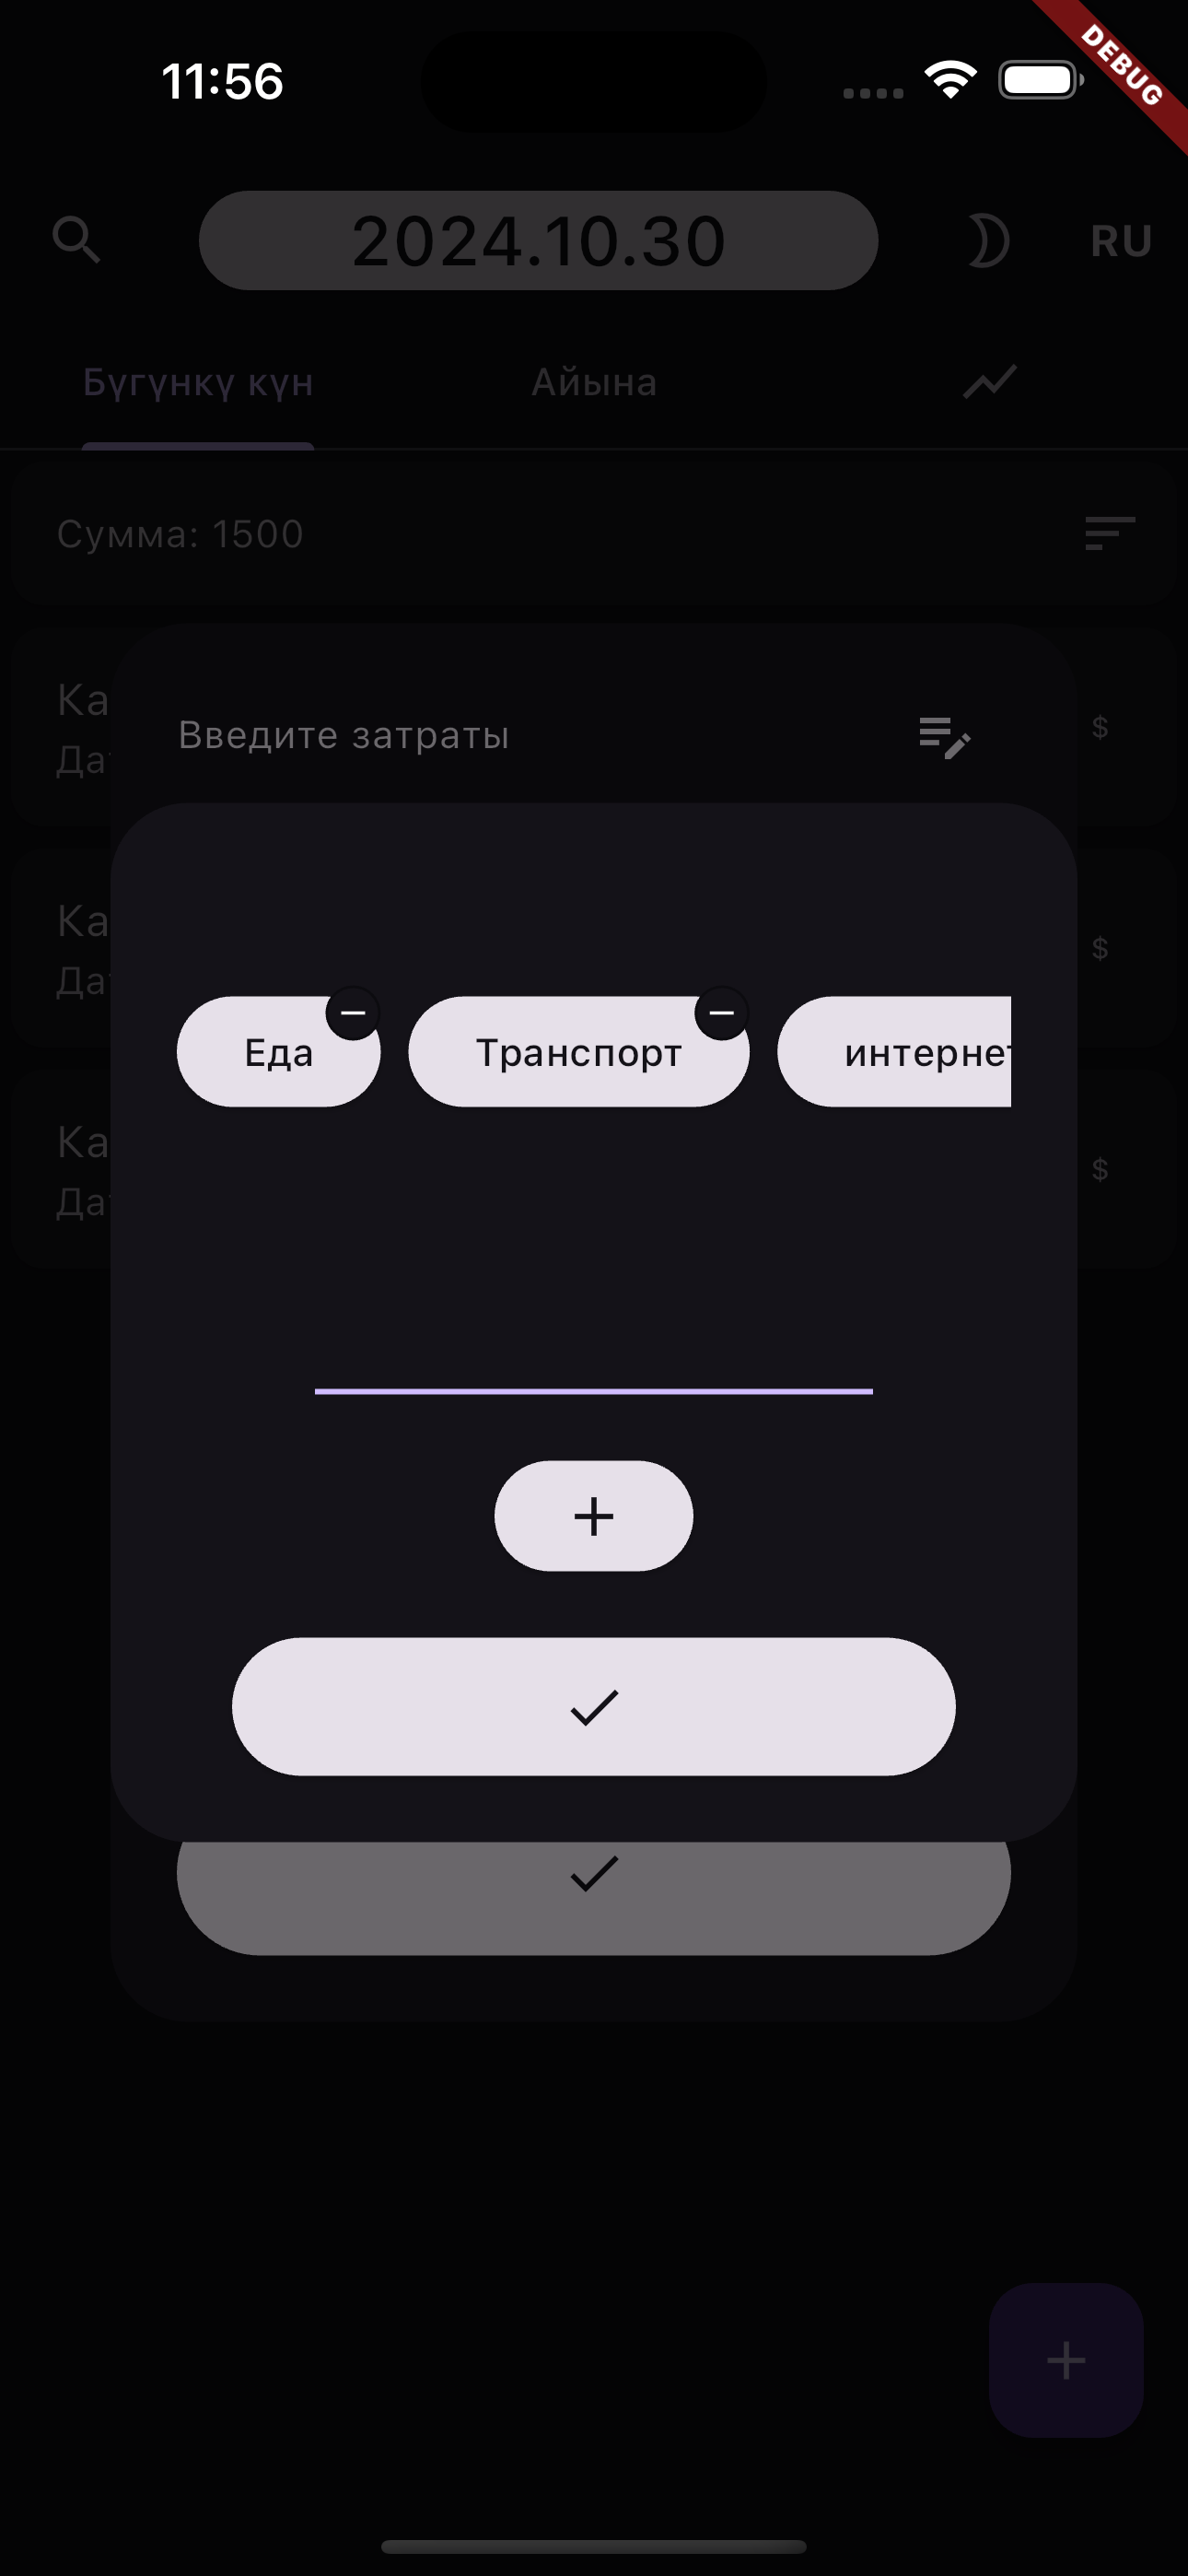 11:56
DEBUG
2024.10.30
RU
Бүгүнкү күн
Айына
Сумма: 1500
Введите затраты
Ка
$
Да
Ка
$
Да
Еда
Транспорт
интернет
Ка
$
Да